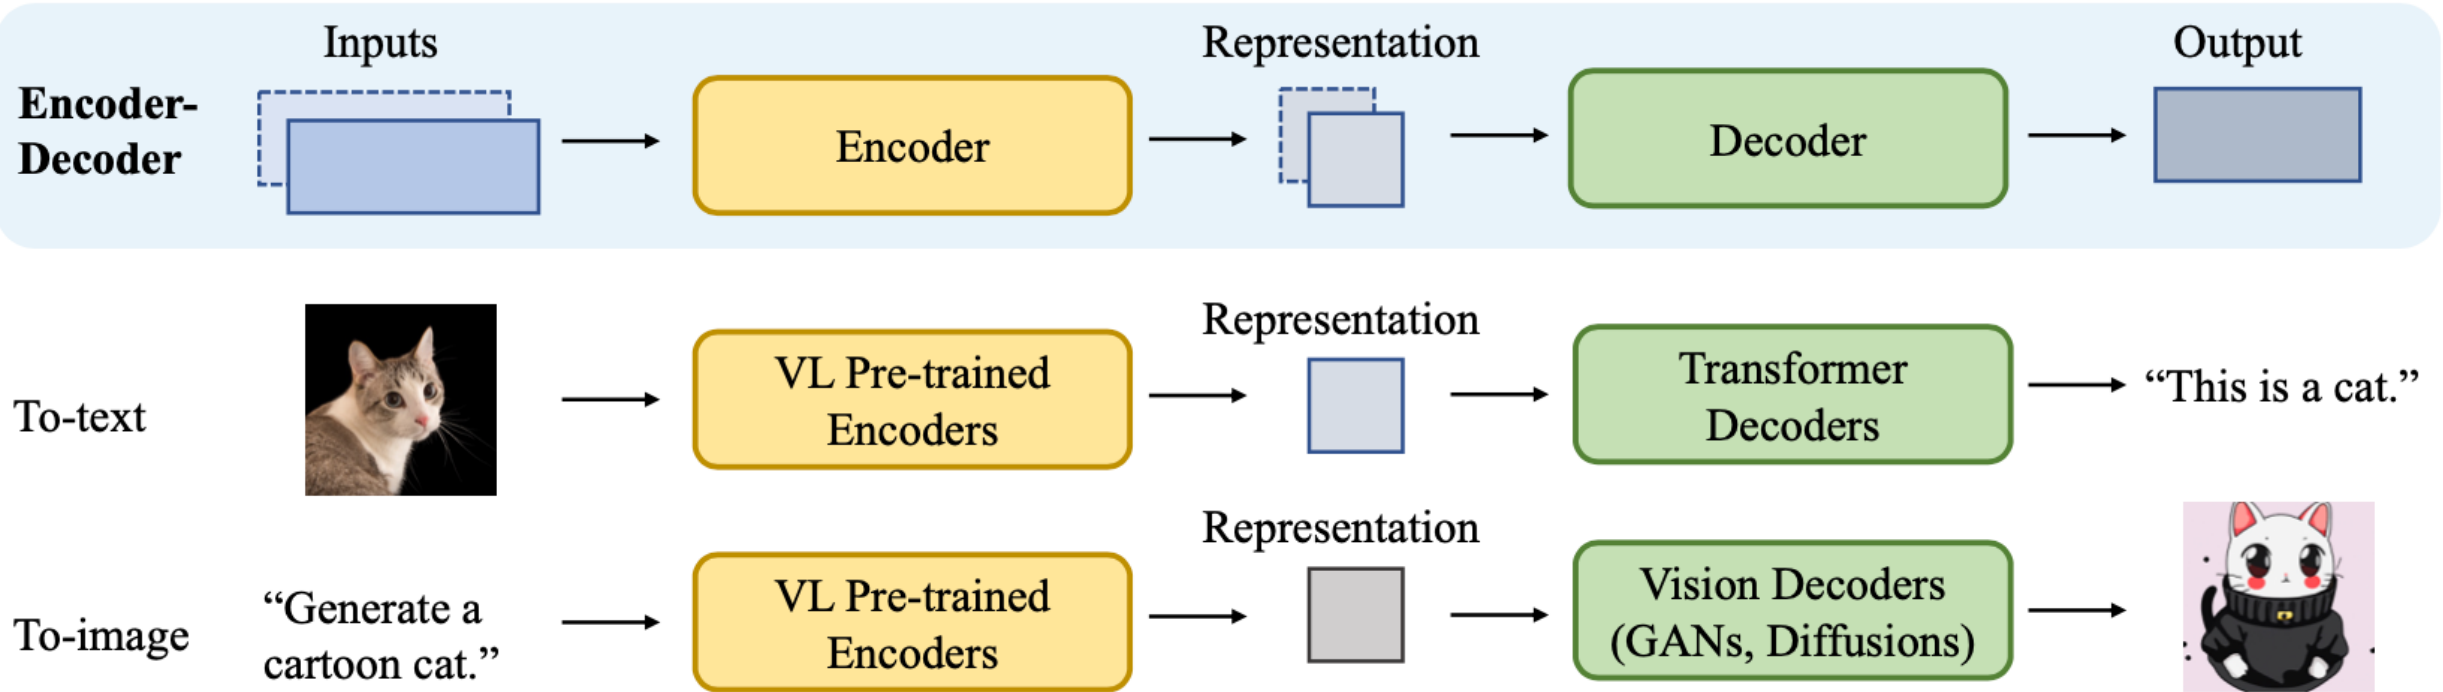 Inputs
Representation
Output
Encoder-
Decoder
Encoder
Decoder
Representation
To-text
VL Pre-trained
Encoders
Transformer
Decoders
“This is a cat.”
Representation
To-image
“Generate a
cartoon cat.”
VL Pre-trained
Encoders
Vision Decoders
(GANs, Diffusions)